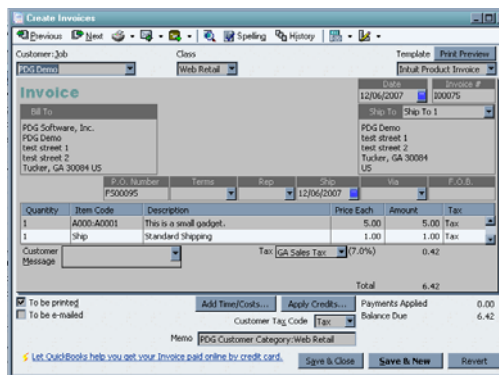 Create Invoices
Previous Next Spelling History
Customer:Job Class Template Print Preview
PDG Demo Web Retail Intuit Product Invoice
Invoice
Date Invoice #
12/06/2007 I00075
Bill To Ship To Ship To 1
PDG Software, Inc.
PDG Demo
test street 1
test street 2
Tucker, GA 30084 US
PDG Demo
test street 1
test street 2
Tucker, GA 30084
US
P.O. Number Terms Rep Ship Via F.O.B.
FS00095 12/06/2007
Quantity Item Code Description Price Each Amount Tax
1 A000:A0001 This is a small gadget. 5.00 5.00 Tax
1 Ship Standard Shipping 1.00 1.00 Tax
Customer Message Tax GA Sales Tax (7.0%) 0.42
Total 6.42
To be printed Add Time/Costs... Apply Credits... Payments Applied 0.00
To be e-mailed Customer Tax Code Tax Balance Due 6.42
Memo PDG Customer Category:Web Retail
Let QuickBooks help you get your Invoice paid online by credit card. Save & Close Save & New Revert